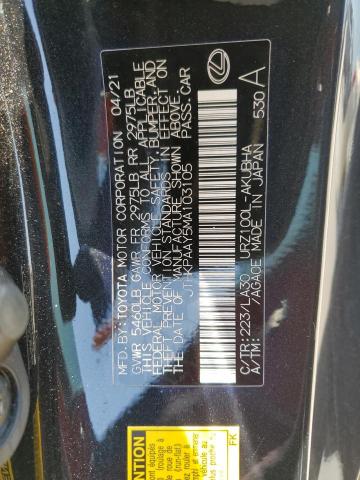 MFD.BY:TOYOTA MOTOR CORPORATION 04/21
GVWR 5460LB GAWR FR 2975LB RR 2975LB
THIS VEHICLE CONFORMS TO ALL APPLICABLE
FEDERAL MOTOR VEHICLE SAFETY, BUMPER, AND
THEFT PREVENTION STANDARDS IN EFFECT ON
THE DATE OF MANUFACTURE SHOWN ABOVE.
JTHKPAAY5MA103105 PASS.CAR
C/TR:223/LA30 URZ100L-AKUBHA
A/TM: /AGA0E MADE IN JAPAN
530 A
ENTION
FK